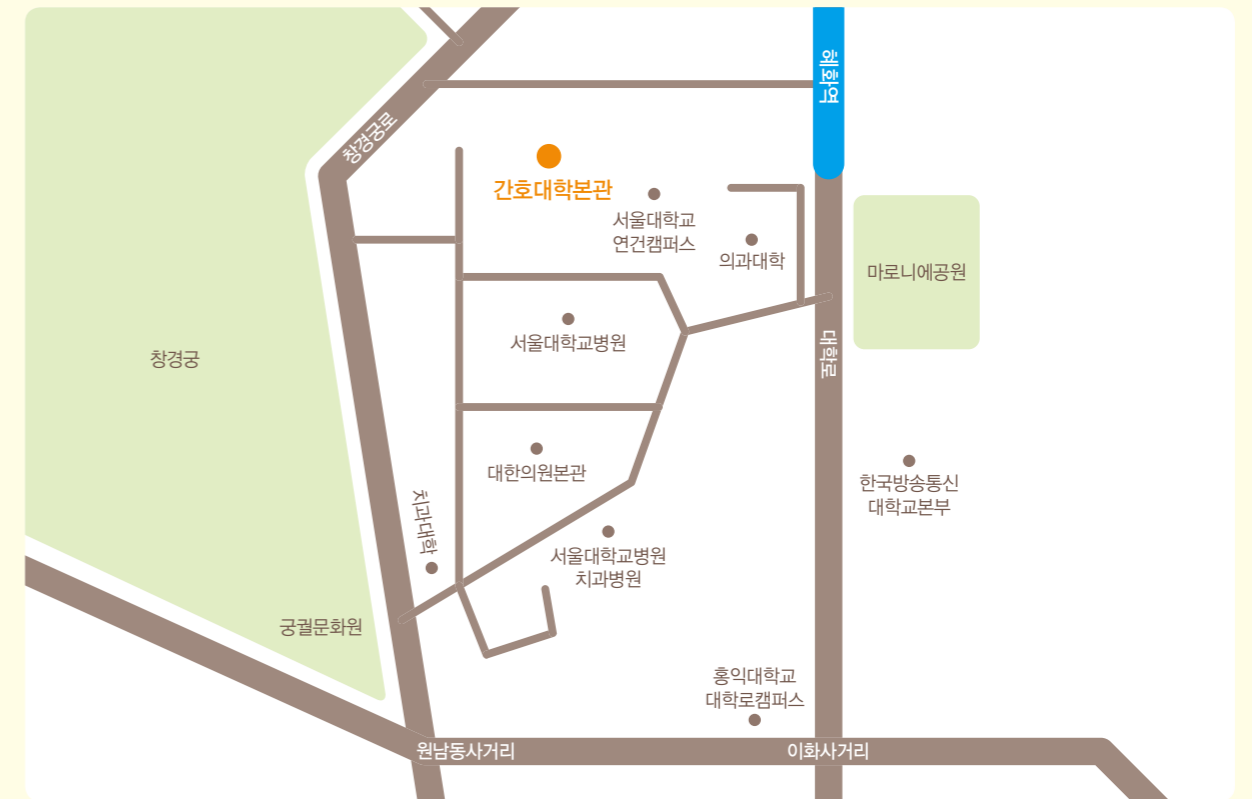 혜화역
창경궁로
간호대학본관
서울대학교
연건캠퍼스
의과대학
마로니에공원
서울대학교병원
대학로
창경궁
대한의원본관
한국방송통신
대학교본부
치과대학
서울대학교병원
치과병원
궁궐문화원
홍익대학교
대학로캠퍼스
원남동사거리
이화사거리